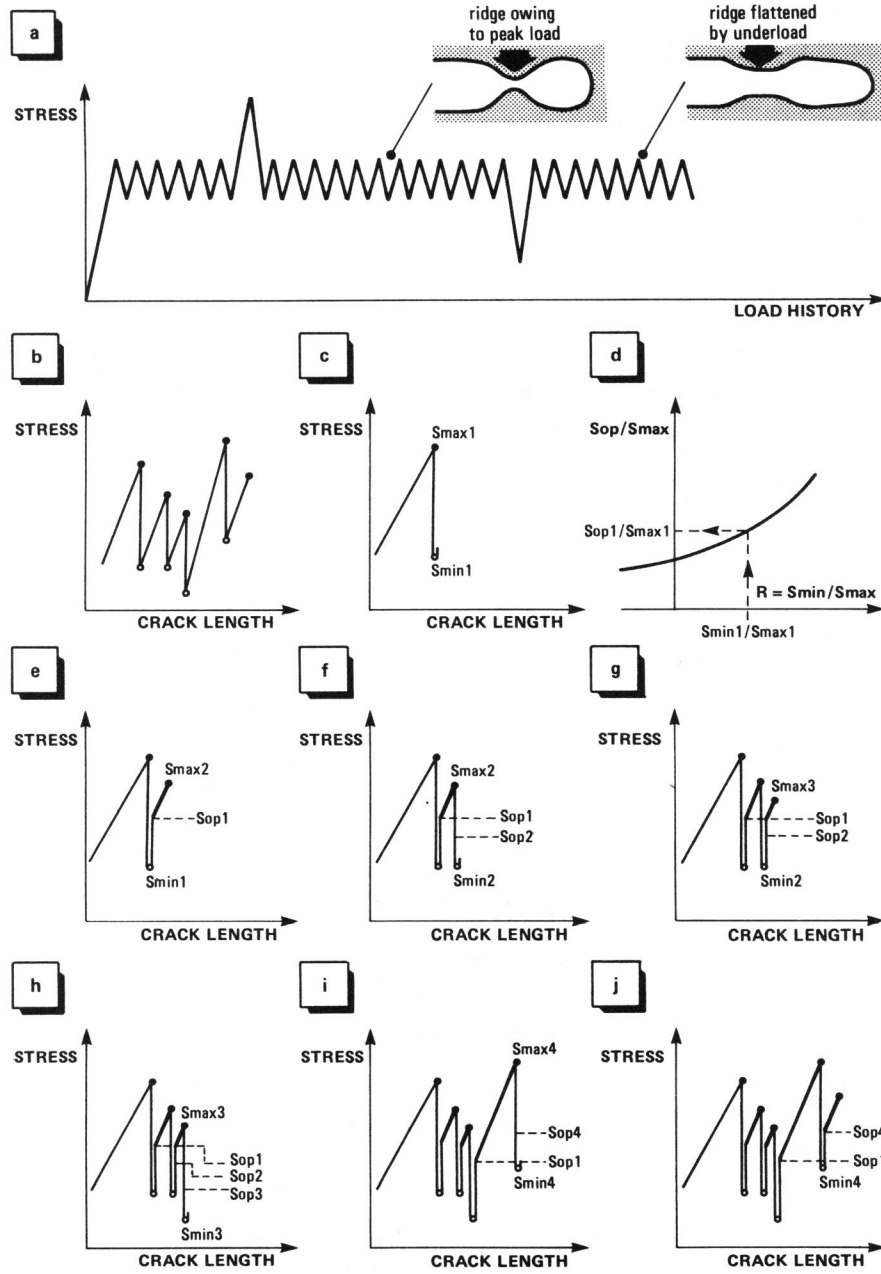 a
ridge owing
to peak load
ridge flattened
by underload
STRESS
LOAD HISTORY
b
STRESS
CRACK LENGTH
c
STRESS
Smax1
Smin1
CRACK LENGTH
d
Sop/Smax
Sop1/Smax1
R = Smin/Smax
Smin1/Smax1
e
STRESS
Smax2
Sop1
Smin1
CRACK LENGTH
f
STRESS
Smax2
Sop1
Sop2
Smin2
CRACK LENGTH
g
STRESS
Smax3
Sop1
Sop2
Smin2
CRACK LENGTH
h
STRESS
Smax3
Sop1
Sop2
Sop3
Smin3
CRACK LENGTH
i
STRESS
Smax4
Sop4
Sop1
Smin4
CRACK LENGTH
j
STRESS
Sop4
Sop1
Smin4
CRACK LENGTH